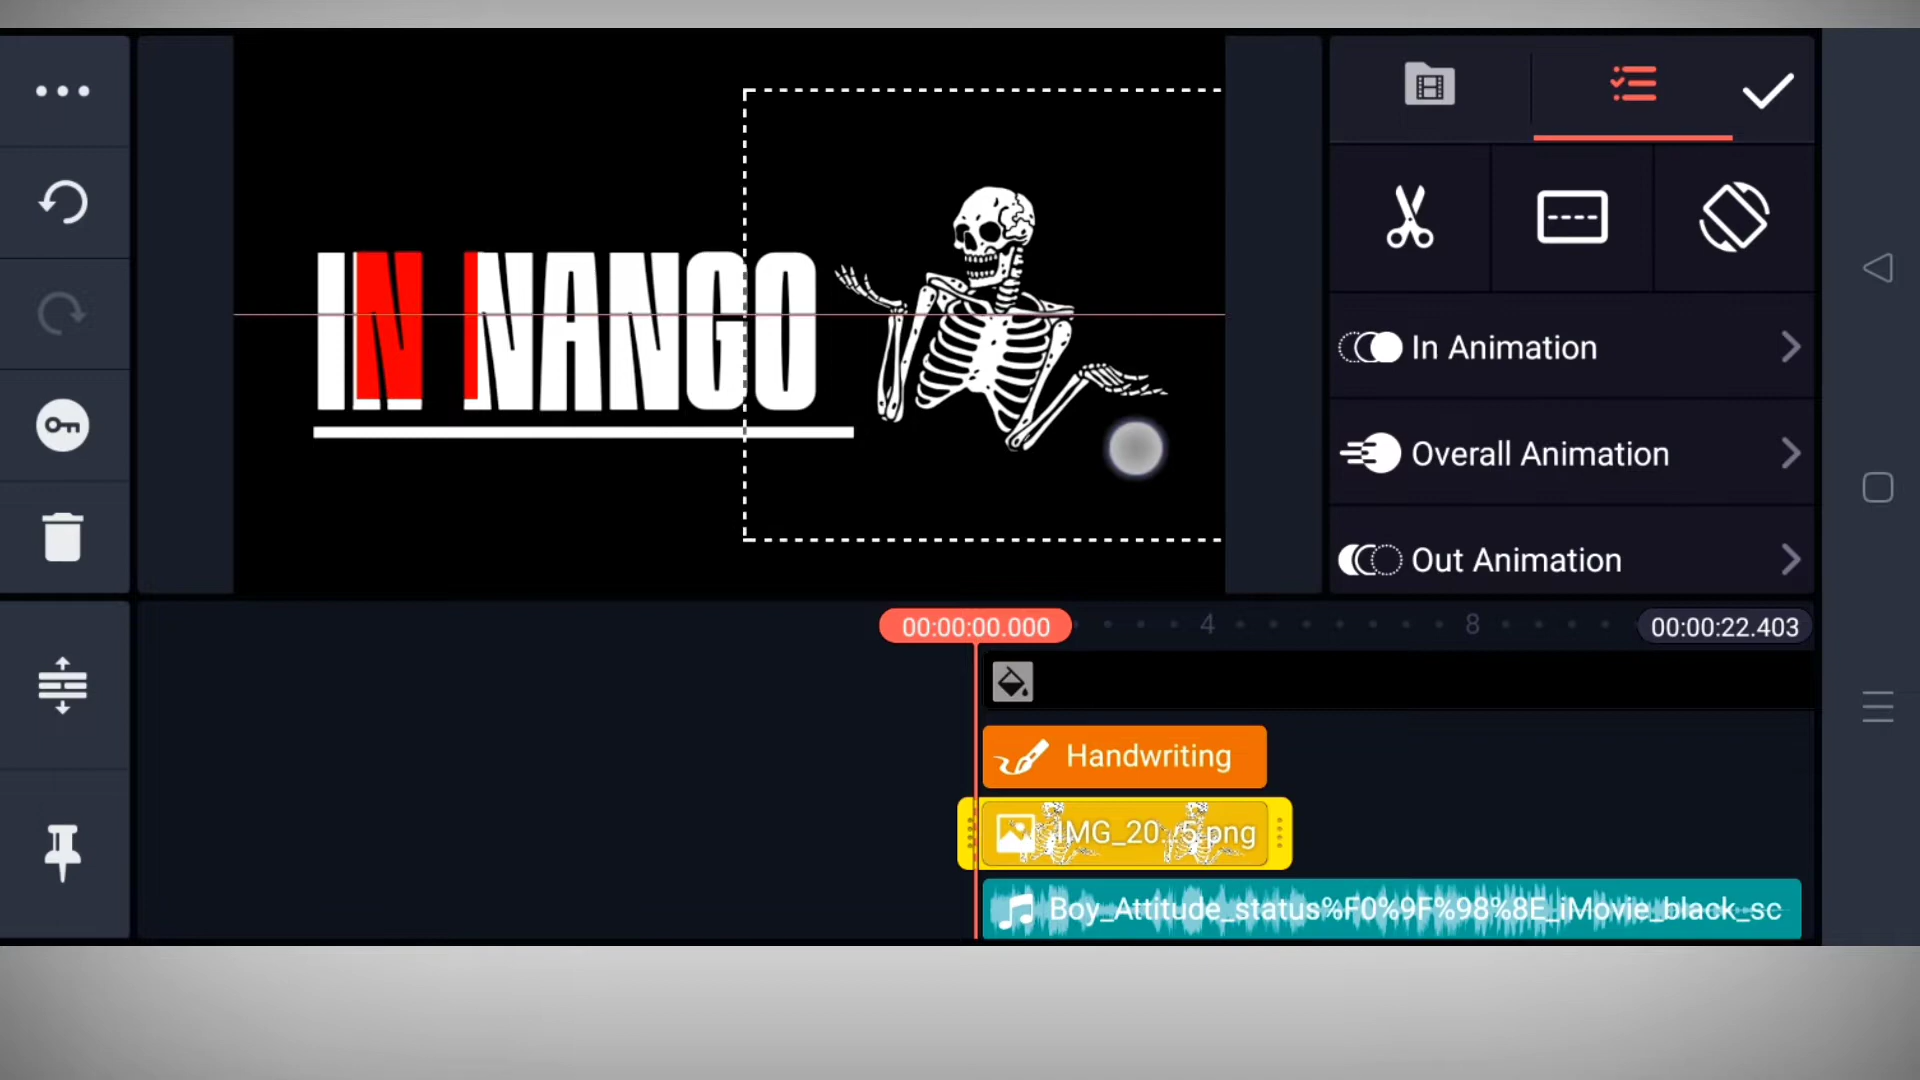 IN NANGO
In Animation
Overall Animation
Out Animation
00:00:00.000
4
8
00:00:22.403
Handwriting
IMG_20...5.png
Boy_Attitude_status%F0%9F%98%8E_iMovie_black_sc